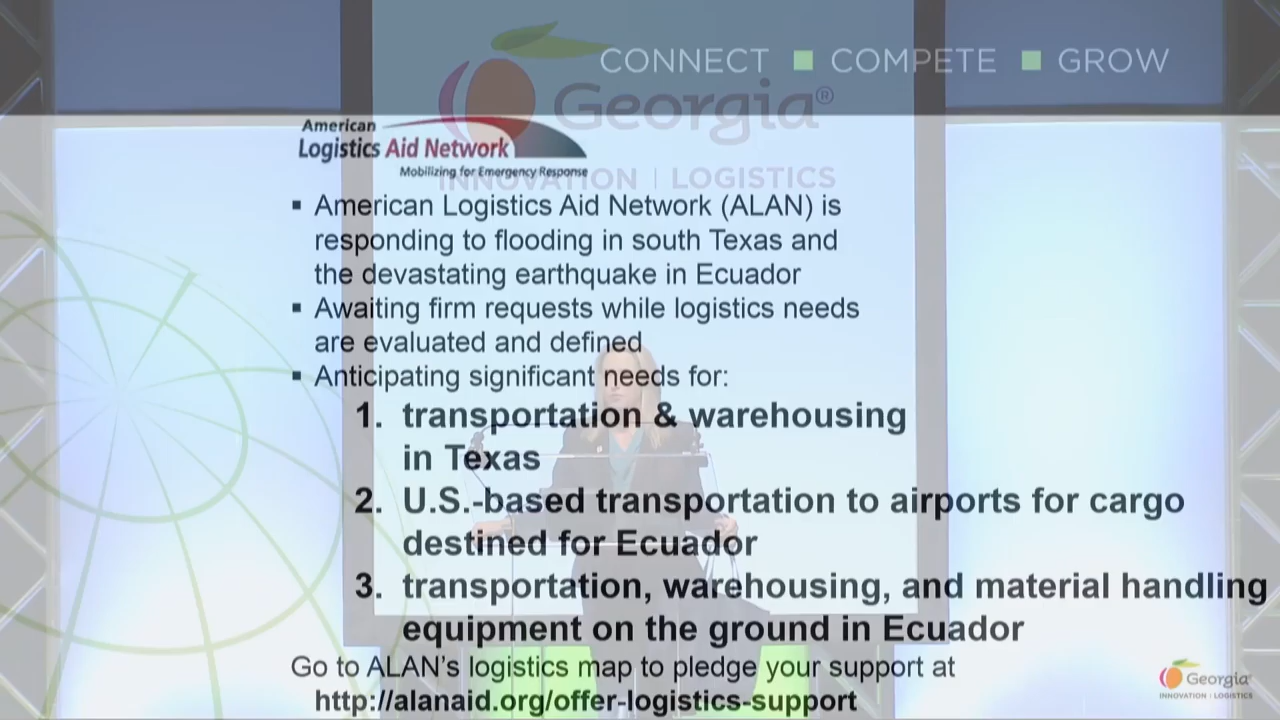 CONNECT ■ COMPETE ■ GROW
Georgia®
INNOVATION | LOGISTICS
American
Logistics Aid Network
Mobilizing for Emergency Response
▪ American Logistics Aid Network (ALAN) is
responding to flooding in south Texas and
the devastating earthquake in Ecuador
▪ Awaiting firm requests while logistics needs
are evaluated and defined
▪ Anticipating significant needs for:
1. transportation & warehousing
in Texas
2. U.S.-based transportation to airports for cargo
destined for Ecuador
3. transportation, warehousing, and material handling
equipment on the ground in Ecuador
Go to ALAN's logistics map to pledge your support at
http://alanaid.org/offer-logistics-support
Georgia®
INNOVATION | LOGISTICS